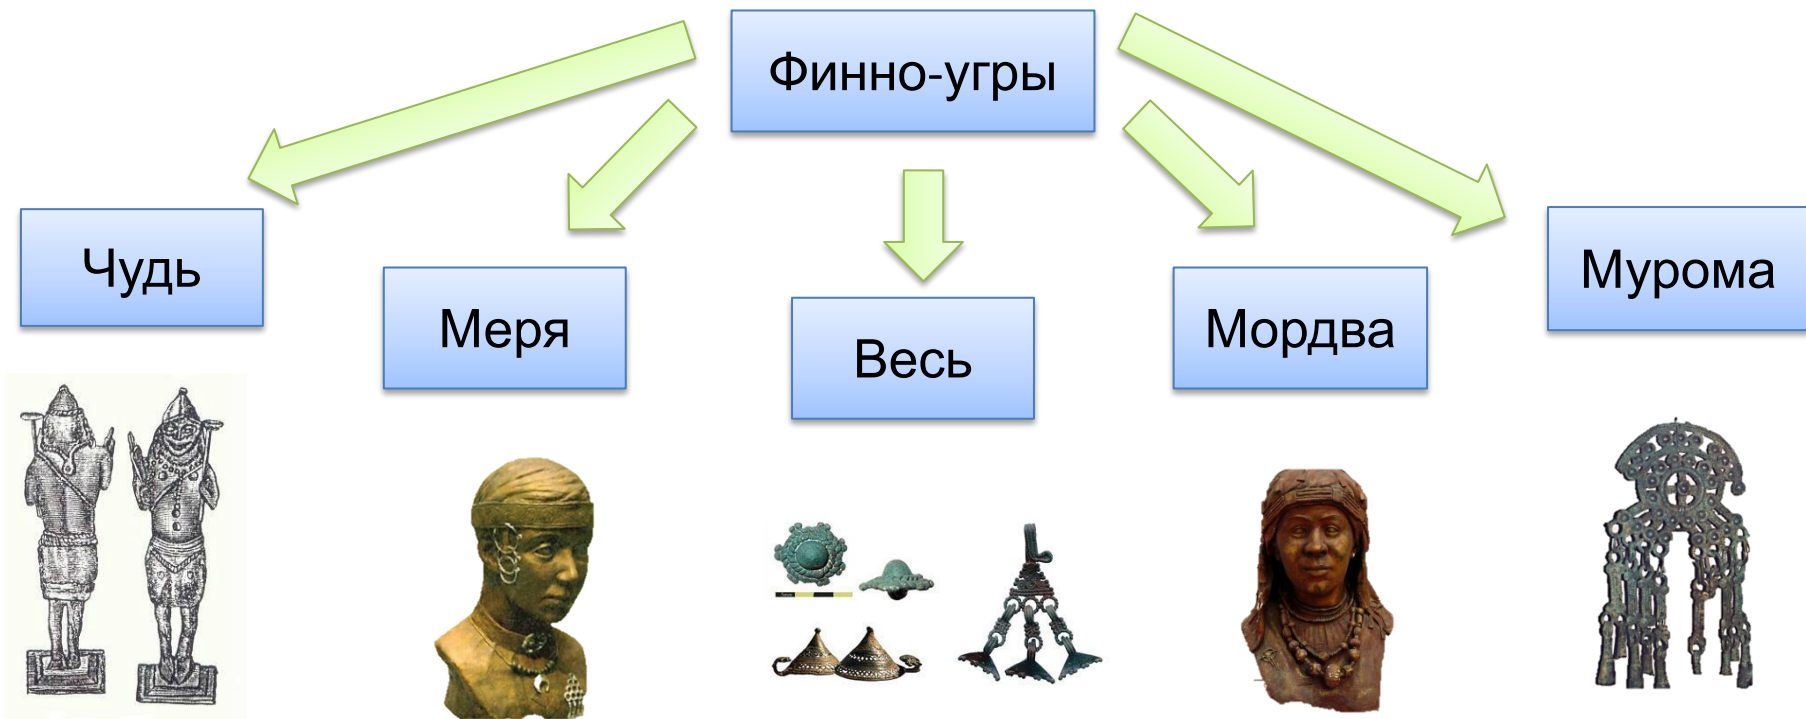 Финно-угры
Чудь
Меря
Весь
Мордва
Мурома